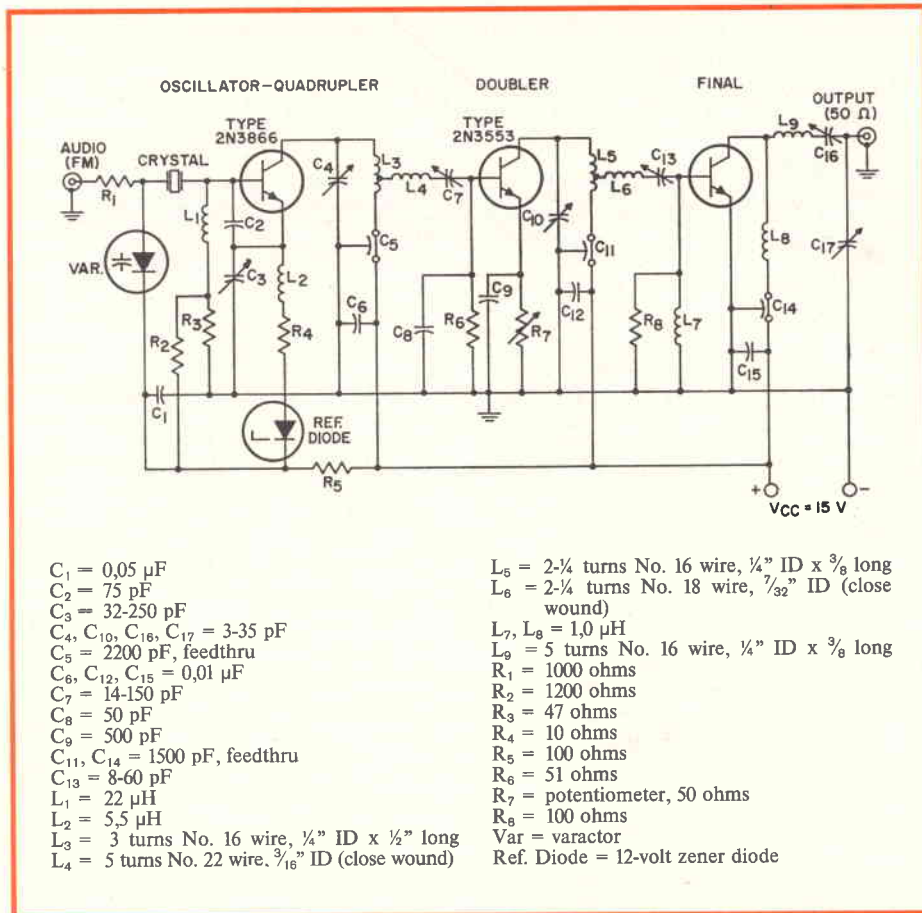 OSCILLATOR-QUADRUPLER
DOUBLER
FINAL
TYPE
2N3866
TYPE
2N3553
OUTPUT
(50 Ω)
AUDIO
(FM)
CRYSTAL
R1
L1
C2
C3
VAR.
R2
R3
C1
L2
R4
REF.
DIODE
R5
C4
L3
L4
C7
C5
C6
C8
R6
C9
R7
C10
L5
L6
C13
C11
C12
R8
L7
L9
C16
L8
C14
C15
C17
+
VCC = 15 V
-
C1 = 0,05 µF
C2 = 75 pF
C3 = 32-250 pF
C4, C10, C16, C17 = 3-35 pF
C5 = 2200 pF, feedthru
C6, C12, C15 = 0,01 µF
C7 = 14-150 pF
C8 = 50 pF
C9 = 500 pF
C11, C14 = 1500 pF, feedthru
C13 = 8-60 pF
L1 = 22 µH
L2 = 5,5 µH
L3 = 3 turns No. 16 wire, ¼” ID x ½” long
L4 = 5 turns No. 22 wire, 3/16” ID (close wound)
L5 = 2-¼ turns No. 16 wire, ¼” ID x 3/8 long
L6 = 2-¼ turns No. 18 wire, 7/32” ID (close
wound)
L7, L8 = 1,0 µH
L9 = 5 turns No. 16 wire, ¼” ID x 3/8 long
R1 = 1000 ohms
R2 = 1200 ohms
R3 = 47 ohms
R4 = 10 ohms
R5 = 100 ohms
R6 = 51 ohms
R7 = potentiometer, 50 ohms
R8 = 100 ohms
Var = varactor
Ref. Diode = 12-volt zener diode